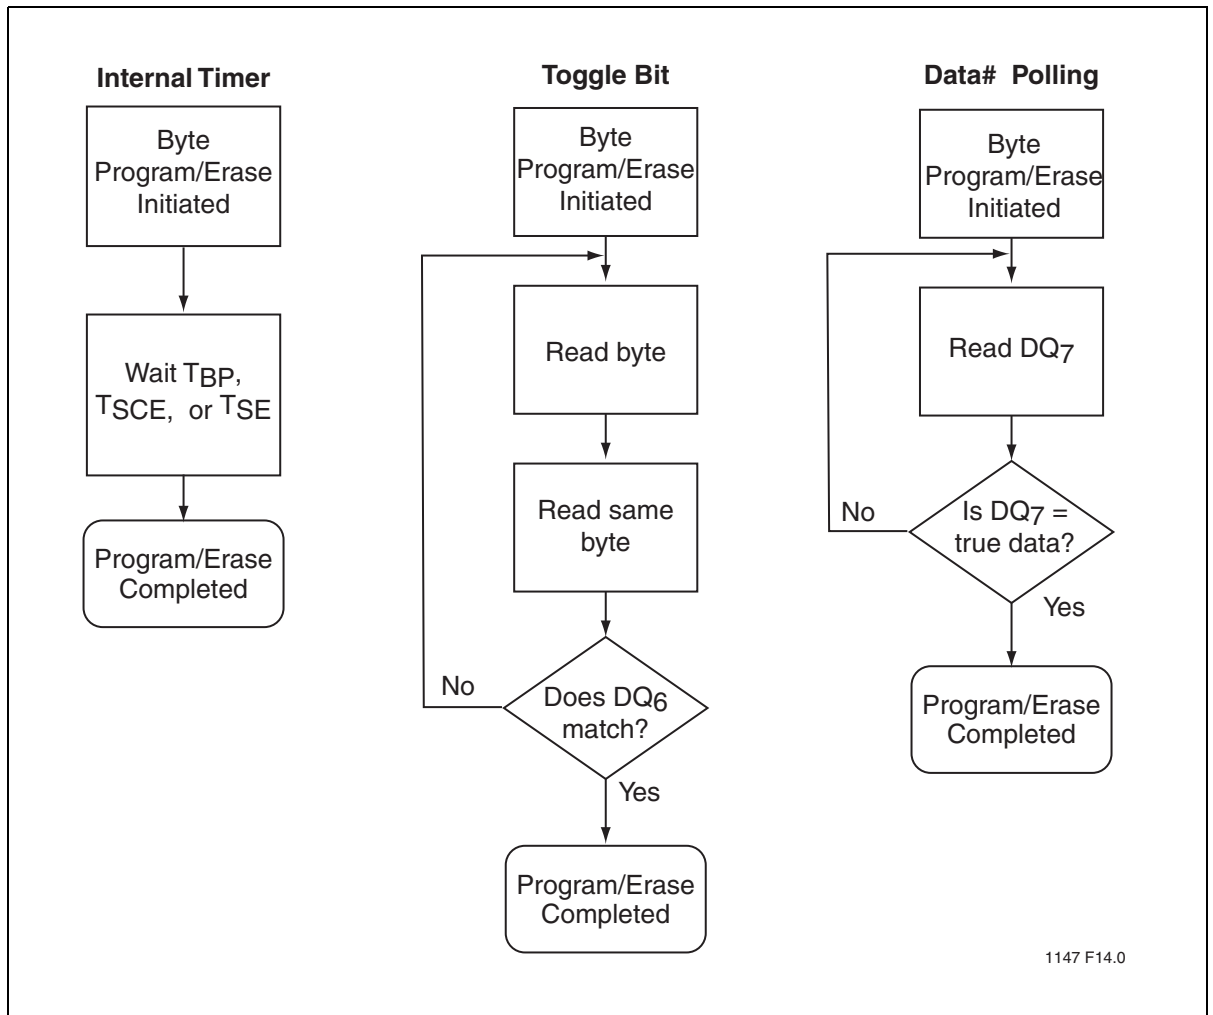 Internal Timer
Byte
Program/Erase
Initiated
Wait TBP,
TSCE, or TSE
Program/Erase
Completed
Toggle Bit
Byte
Program/Erase
Initiated
Read byte
Read same
byte
Does DQ6
match?
No
Yes
Program/Erase
Completed
Data# Polling
Byte
Program/Erase
Initiated
Read DQ7
Is DQ7 =
true data?
No
Yes
Program/Erase
Completed
1147 F14.0